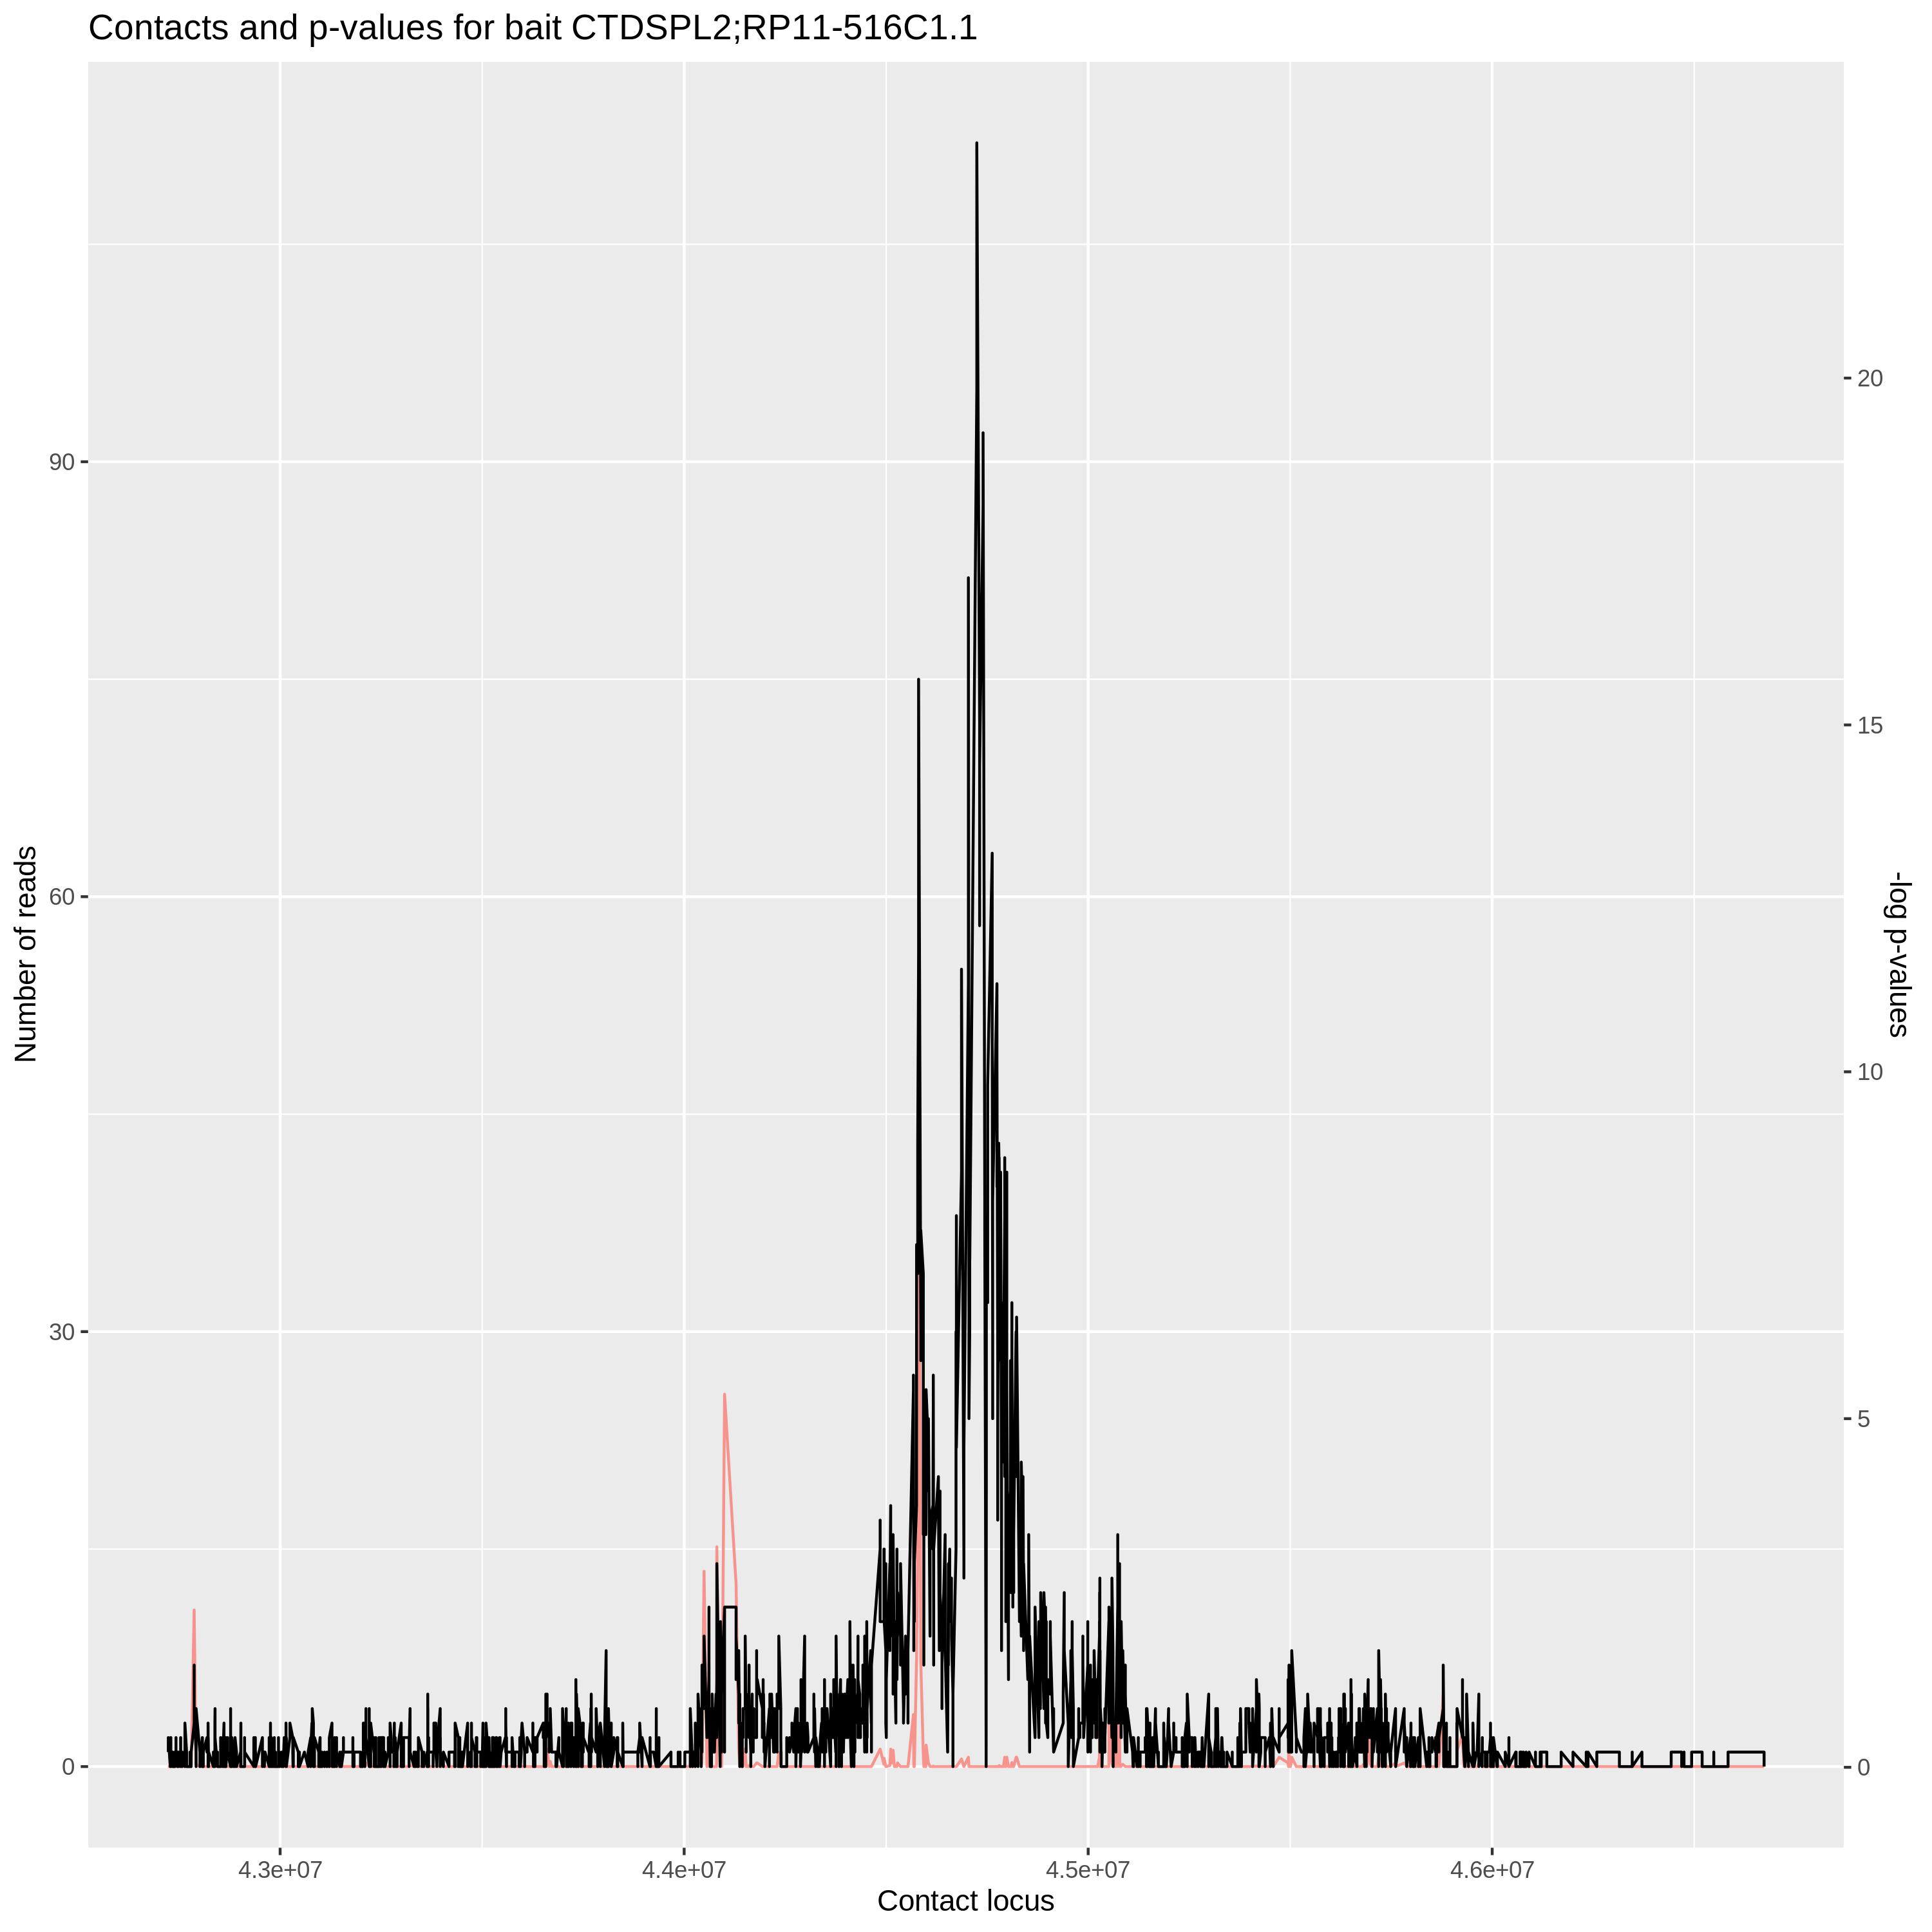 Contacts and p-values for bait CTDSPL2;RP11-516C1.1
Number of reads
90
60
30
0
20
15
10
5
0
-log p-values
4.3e+07 4.4e+07 4.5e+07 4.6e+07
Contact locus